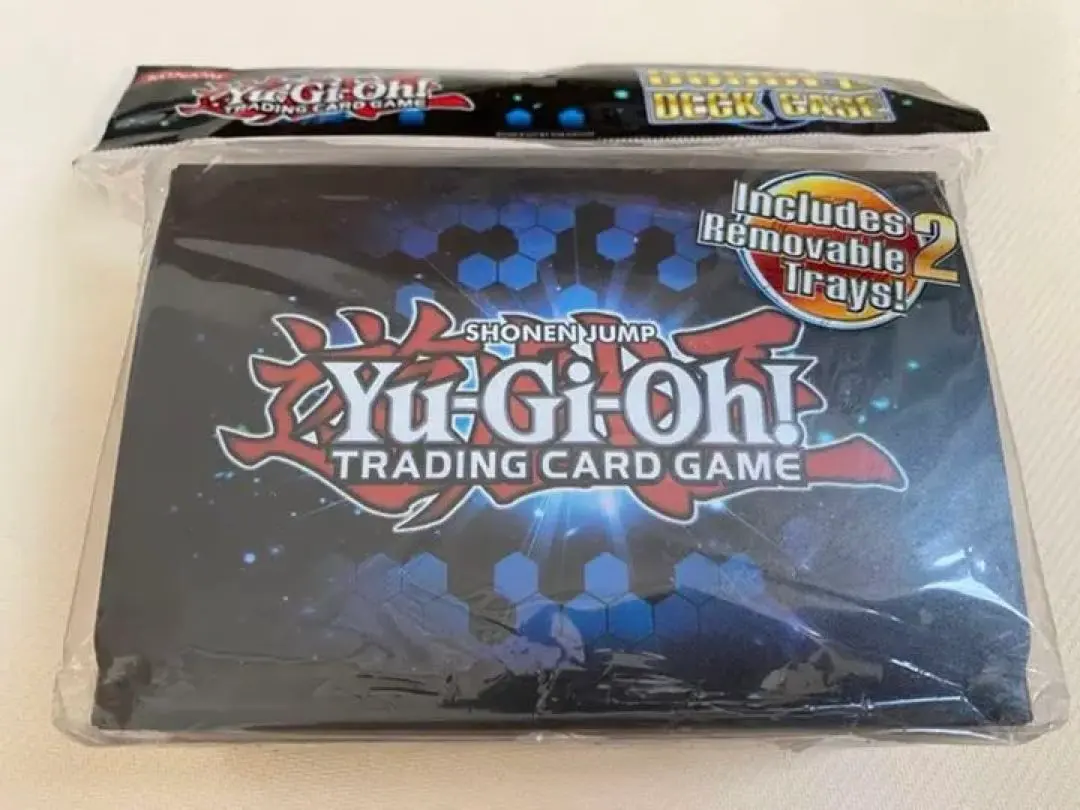 KONAMI
Yu-Gi-Oh!
TRADING CARD GAME
DECK CASE
Includes 2
Removable
Trays!
SHONEN JUMP
Yu-Gi-Oh!
TRADING CARD GAME